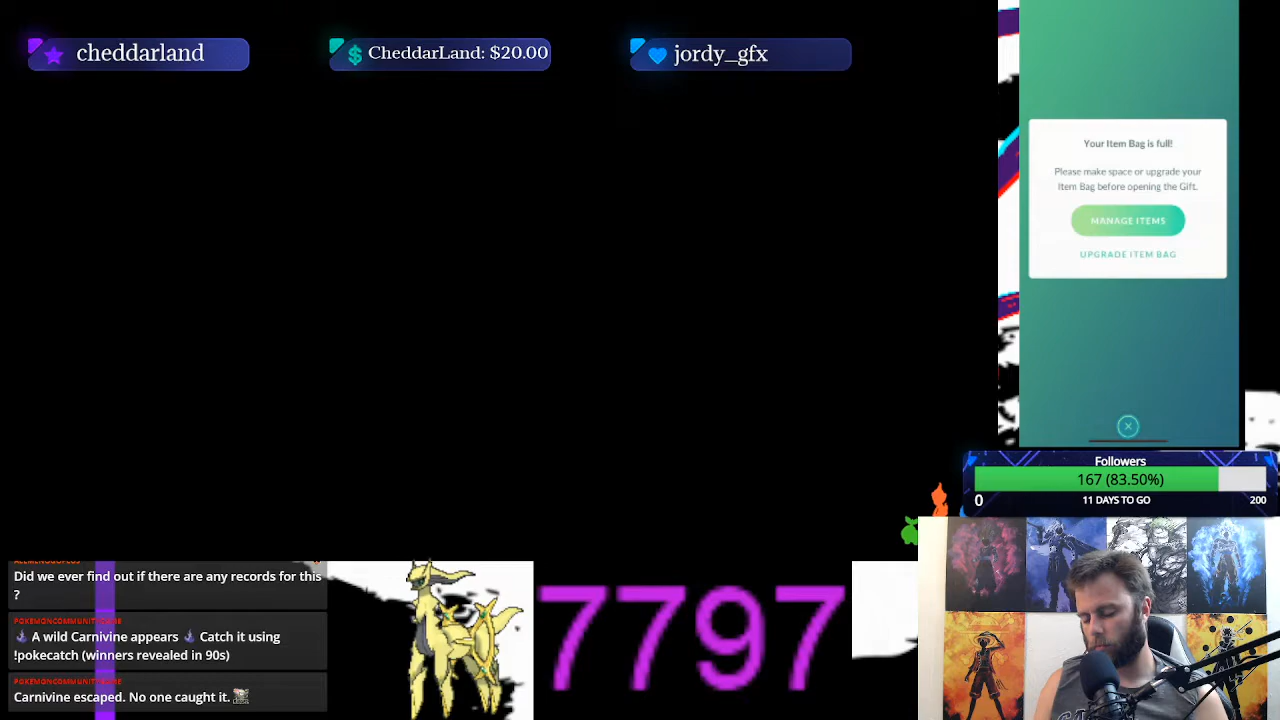 cheddarland
CheddarLand: $20.00
jordy_gfx
Your Item Bag is full!
Please make space or upgrade your
Item Bag before opening the Gift.
MANAGE ITEMS
UPGRADE ITEM BAG
Followers
167 (83.50%)
0
11 DAYS TO GO
200
Did we ever find out if there are any records for this
?
A wild Carnivine appears Catch it using
!pokecatch (winners revealed in 90s)
Carnivine escaped. No one caught it.
7797